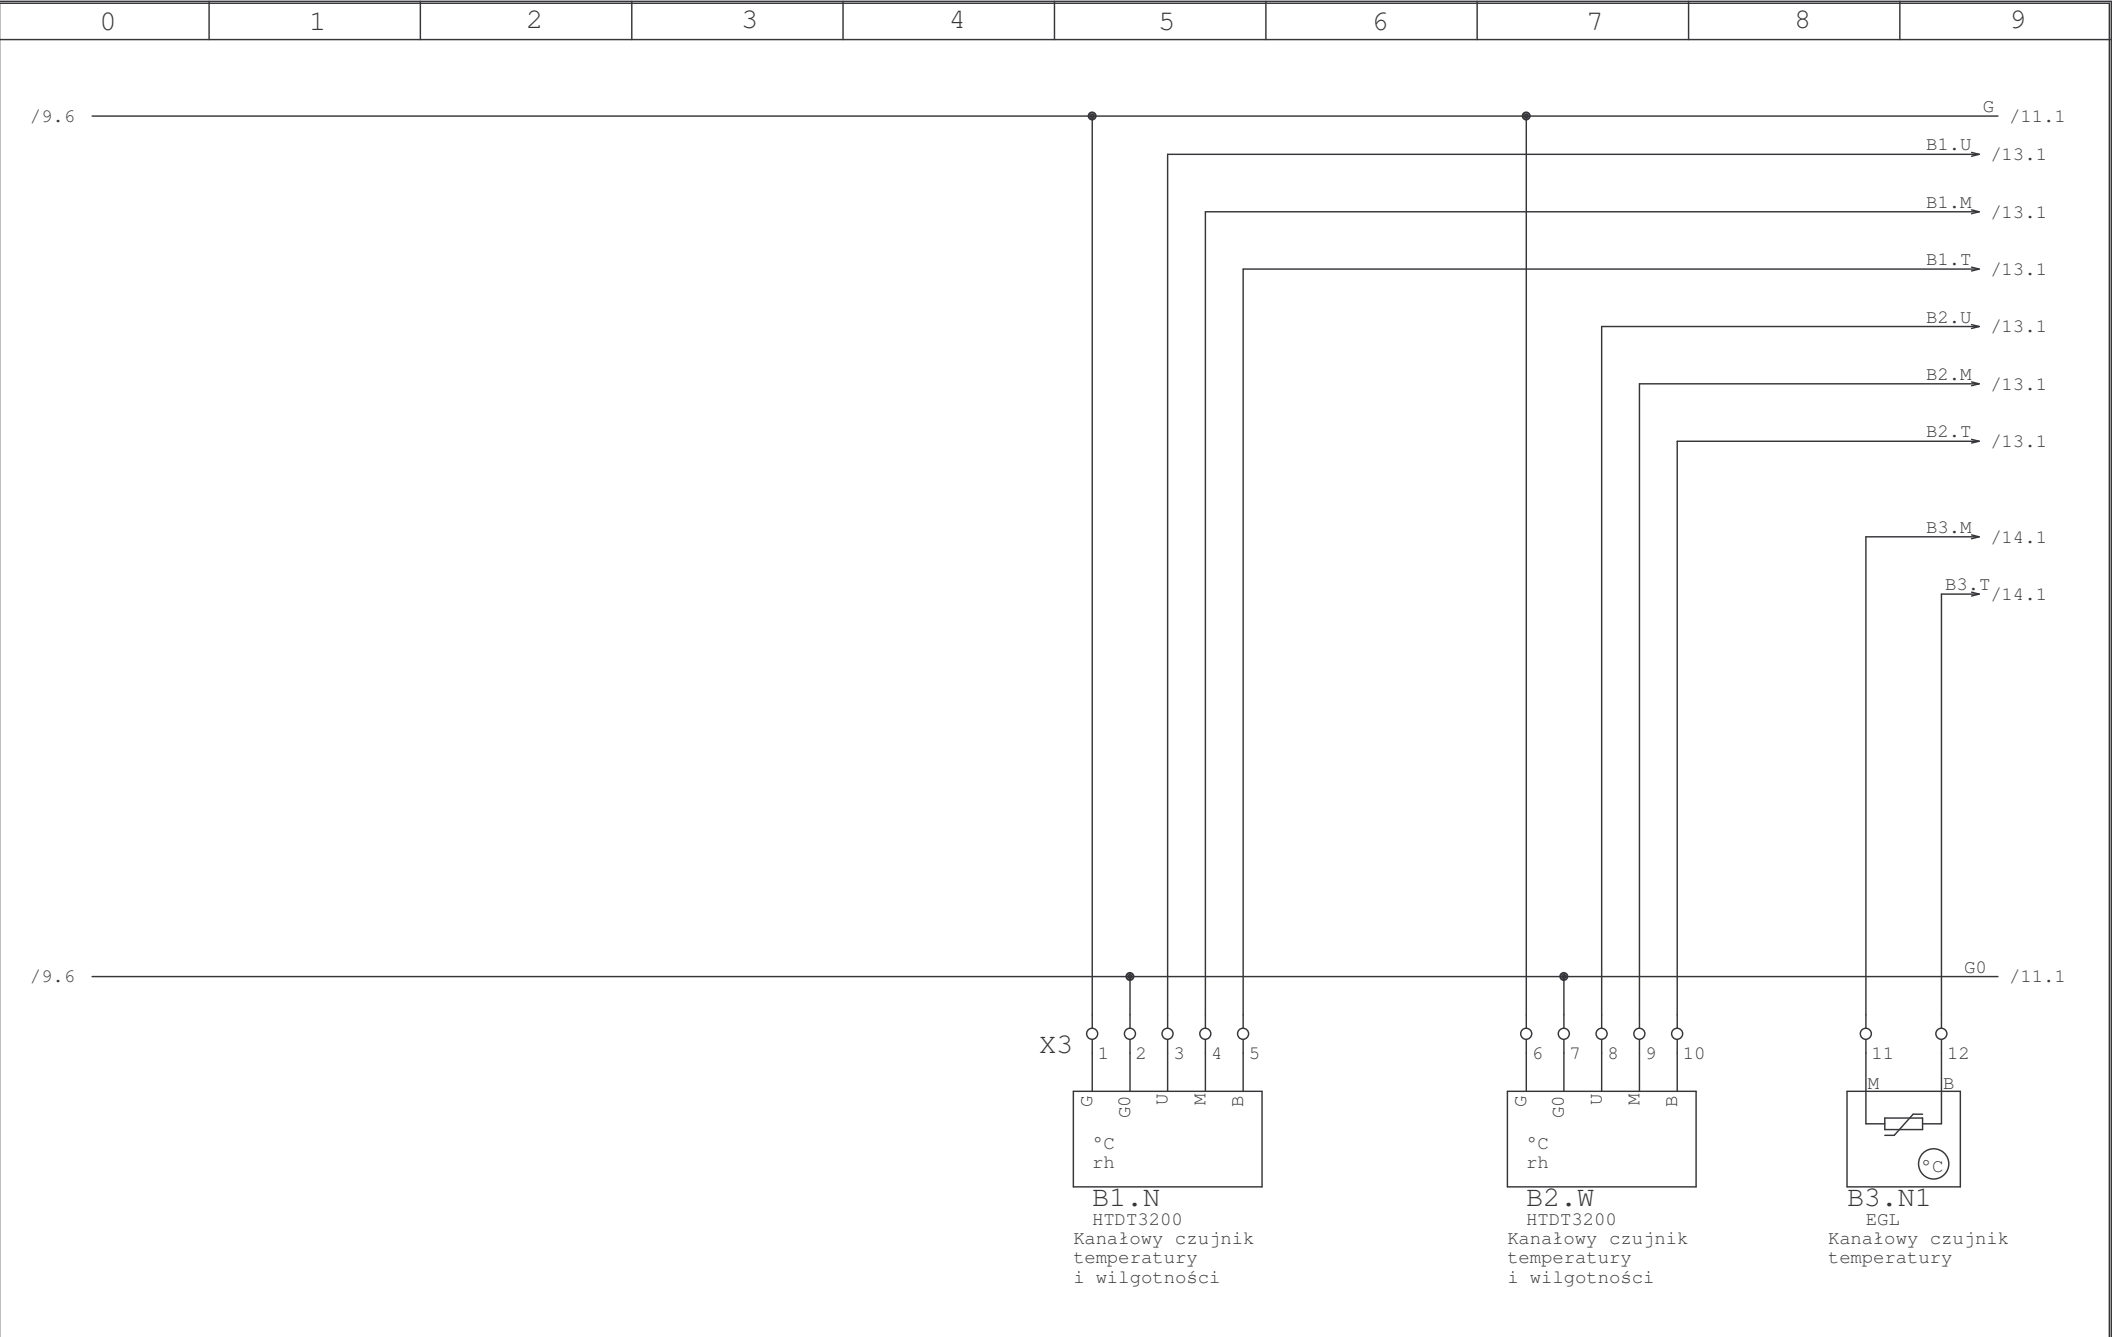 0 1 2 3 4 5 6 7 8 9
/9.6 G /11.1
B1.U /13.1
B1.M /13.1
B1.T /13.1
B2.U /13.1
B2.M /13.1
B2.T /13.1
B3.M /14.1
B3.T /14.1
/9.6 G0 /11.1
X3 1 2 3 4 5 6 7 8 9 10 11 12
G G0 U M B G G0 U M B M B
°C °C
rh rh °C
B1.N B2.W B3.N1
HTDT3200 HTDT3200 EGL
Kanałowy czujnik Kanałowy czujnik Kanałowy czujnik
temperatury temperatury temperatury
i wilgotności i wilgotności